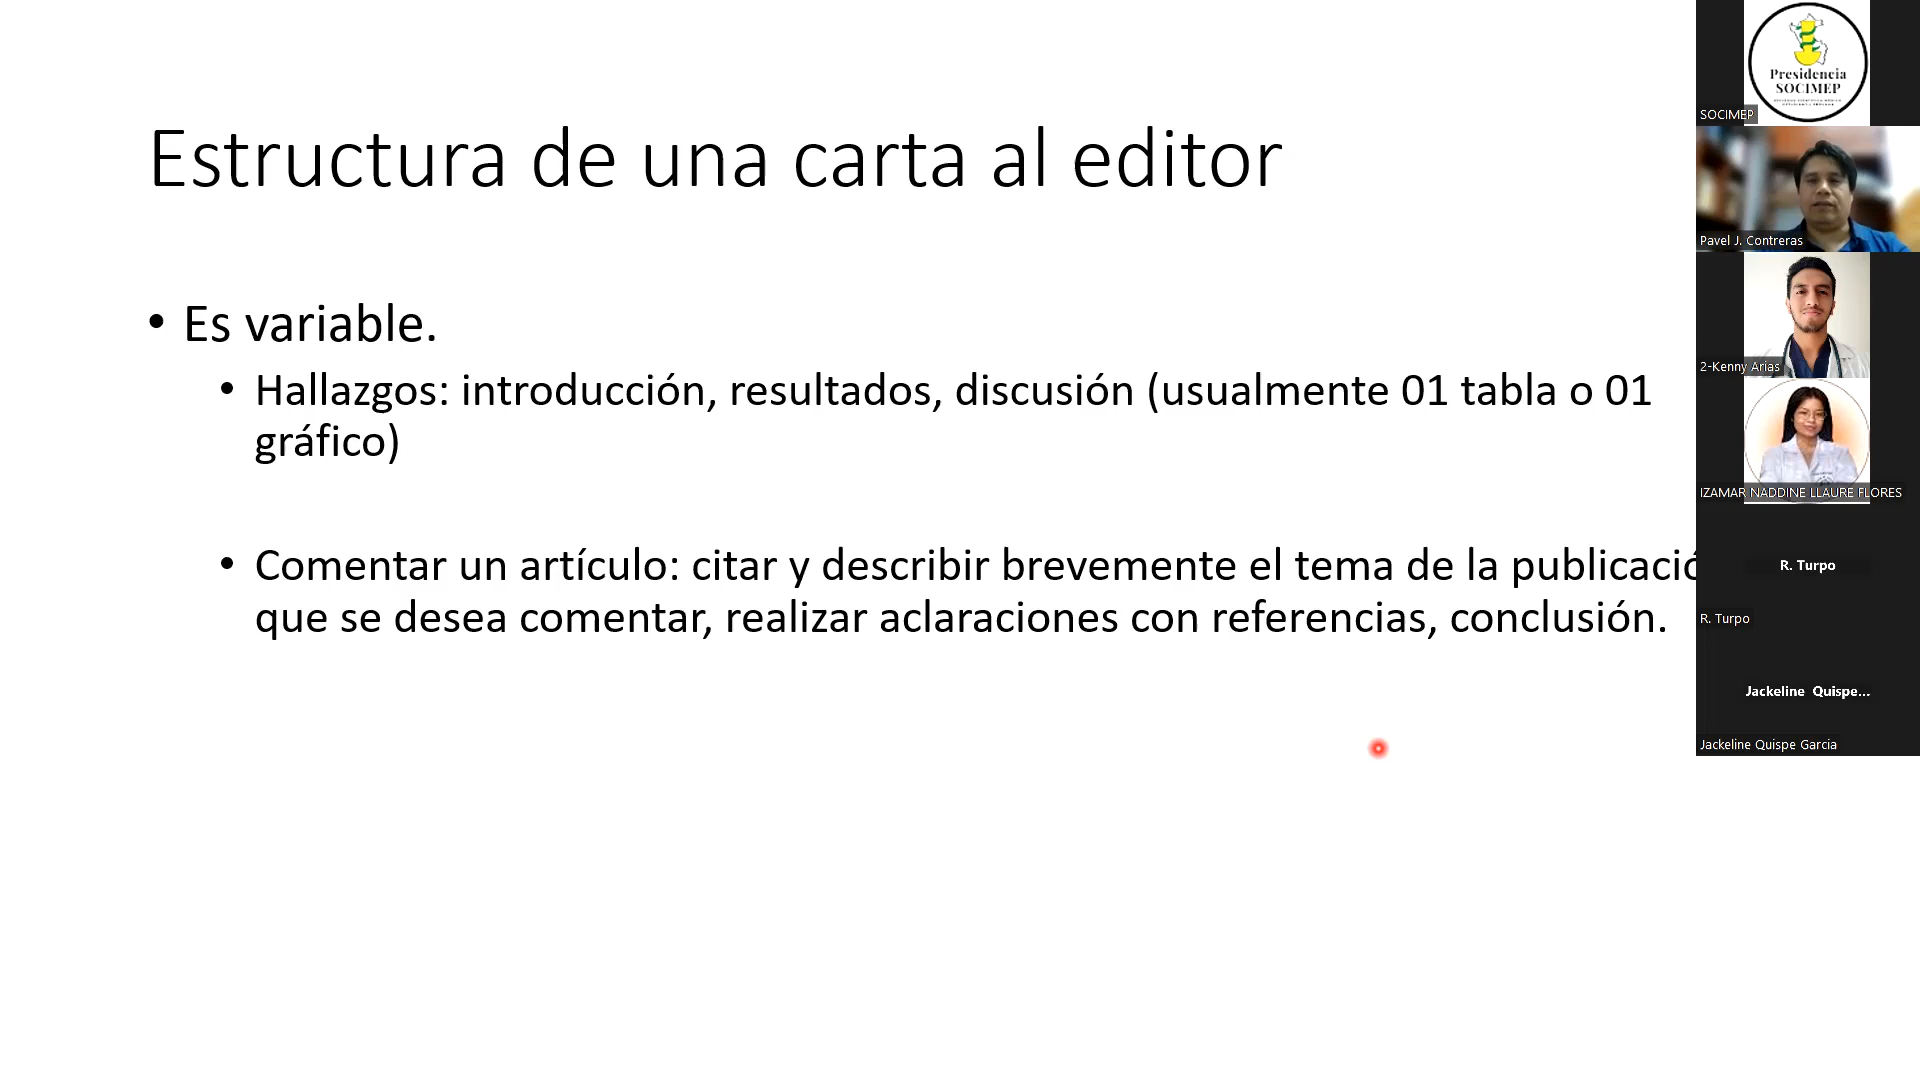 Estructura de una carta al editor
• Es variable.
• Hallazgos: introducción, resultados, discusión (usualmente 01 tabla o 01
gráfico)
• Comentar un artículo: citar y describir brevemente el tema de la publicació
que se desea comentar, realizar aclaraciones con referencias, conclusión.
Presidencia
SOCIMEP
SOCIMEP
Pavel J. Contreras
2-Kenny Arias
IZAMAR NADDINE LLAURE FLORES
R. Turpo
R. Turpo
Jackeline Quispe...
Jackeline Quispe Garcia